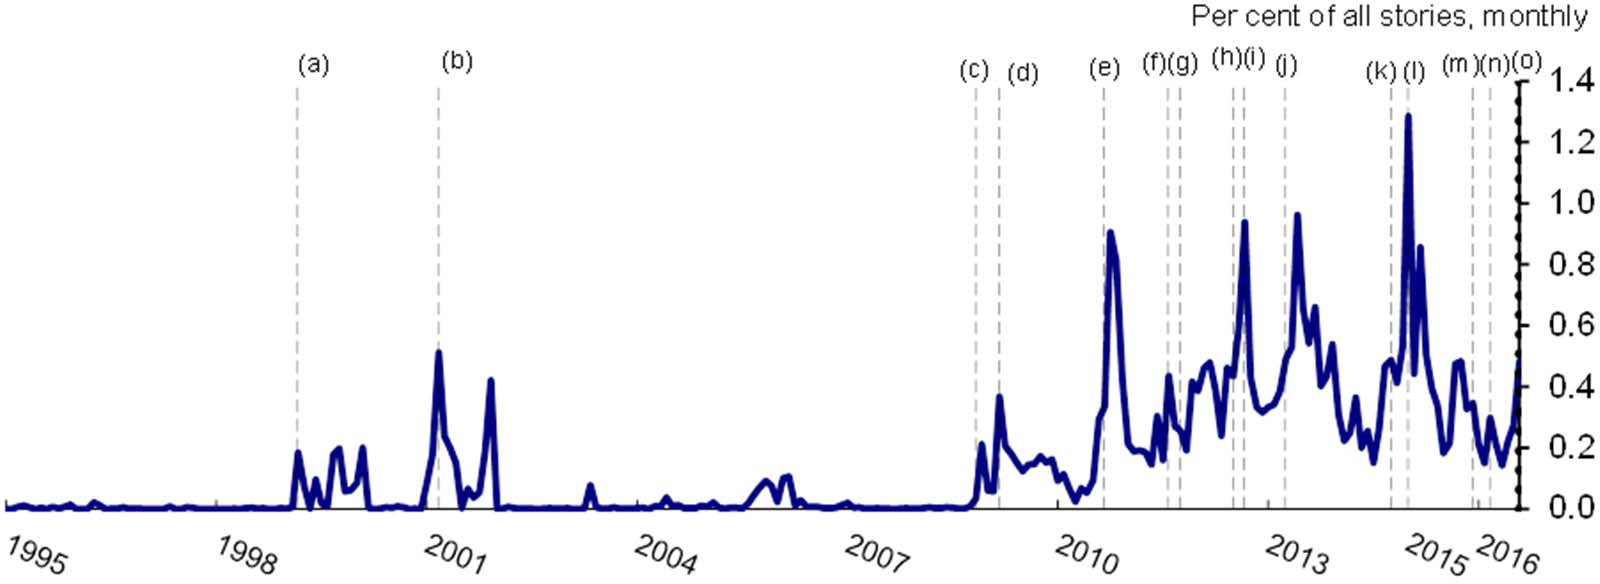 Per cent of all stories, monthly
(a) (b) (c) (d) (e) (f)(g) (h)(i) (j) (k) (l) (m)(n)(o)
1.4
1.2
1.0
0.8
0.6
0.4
0.2
0.0
1995 1998 2001 2004 2007 2010 2013 2015 2016